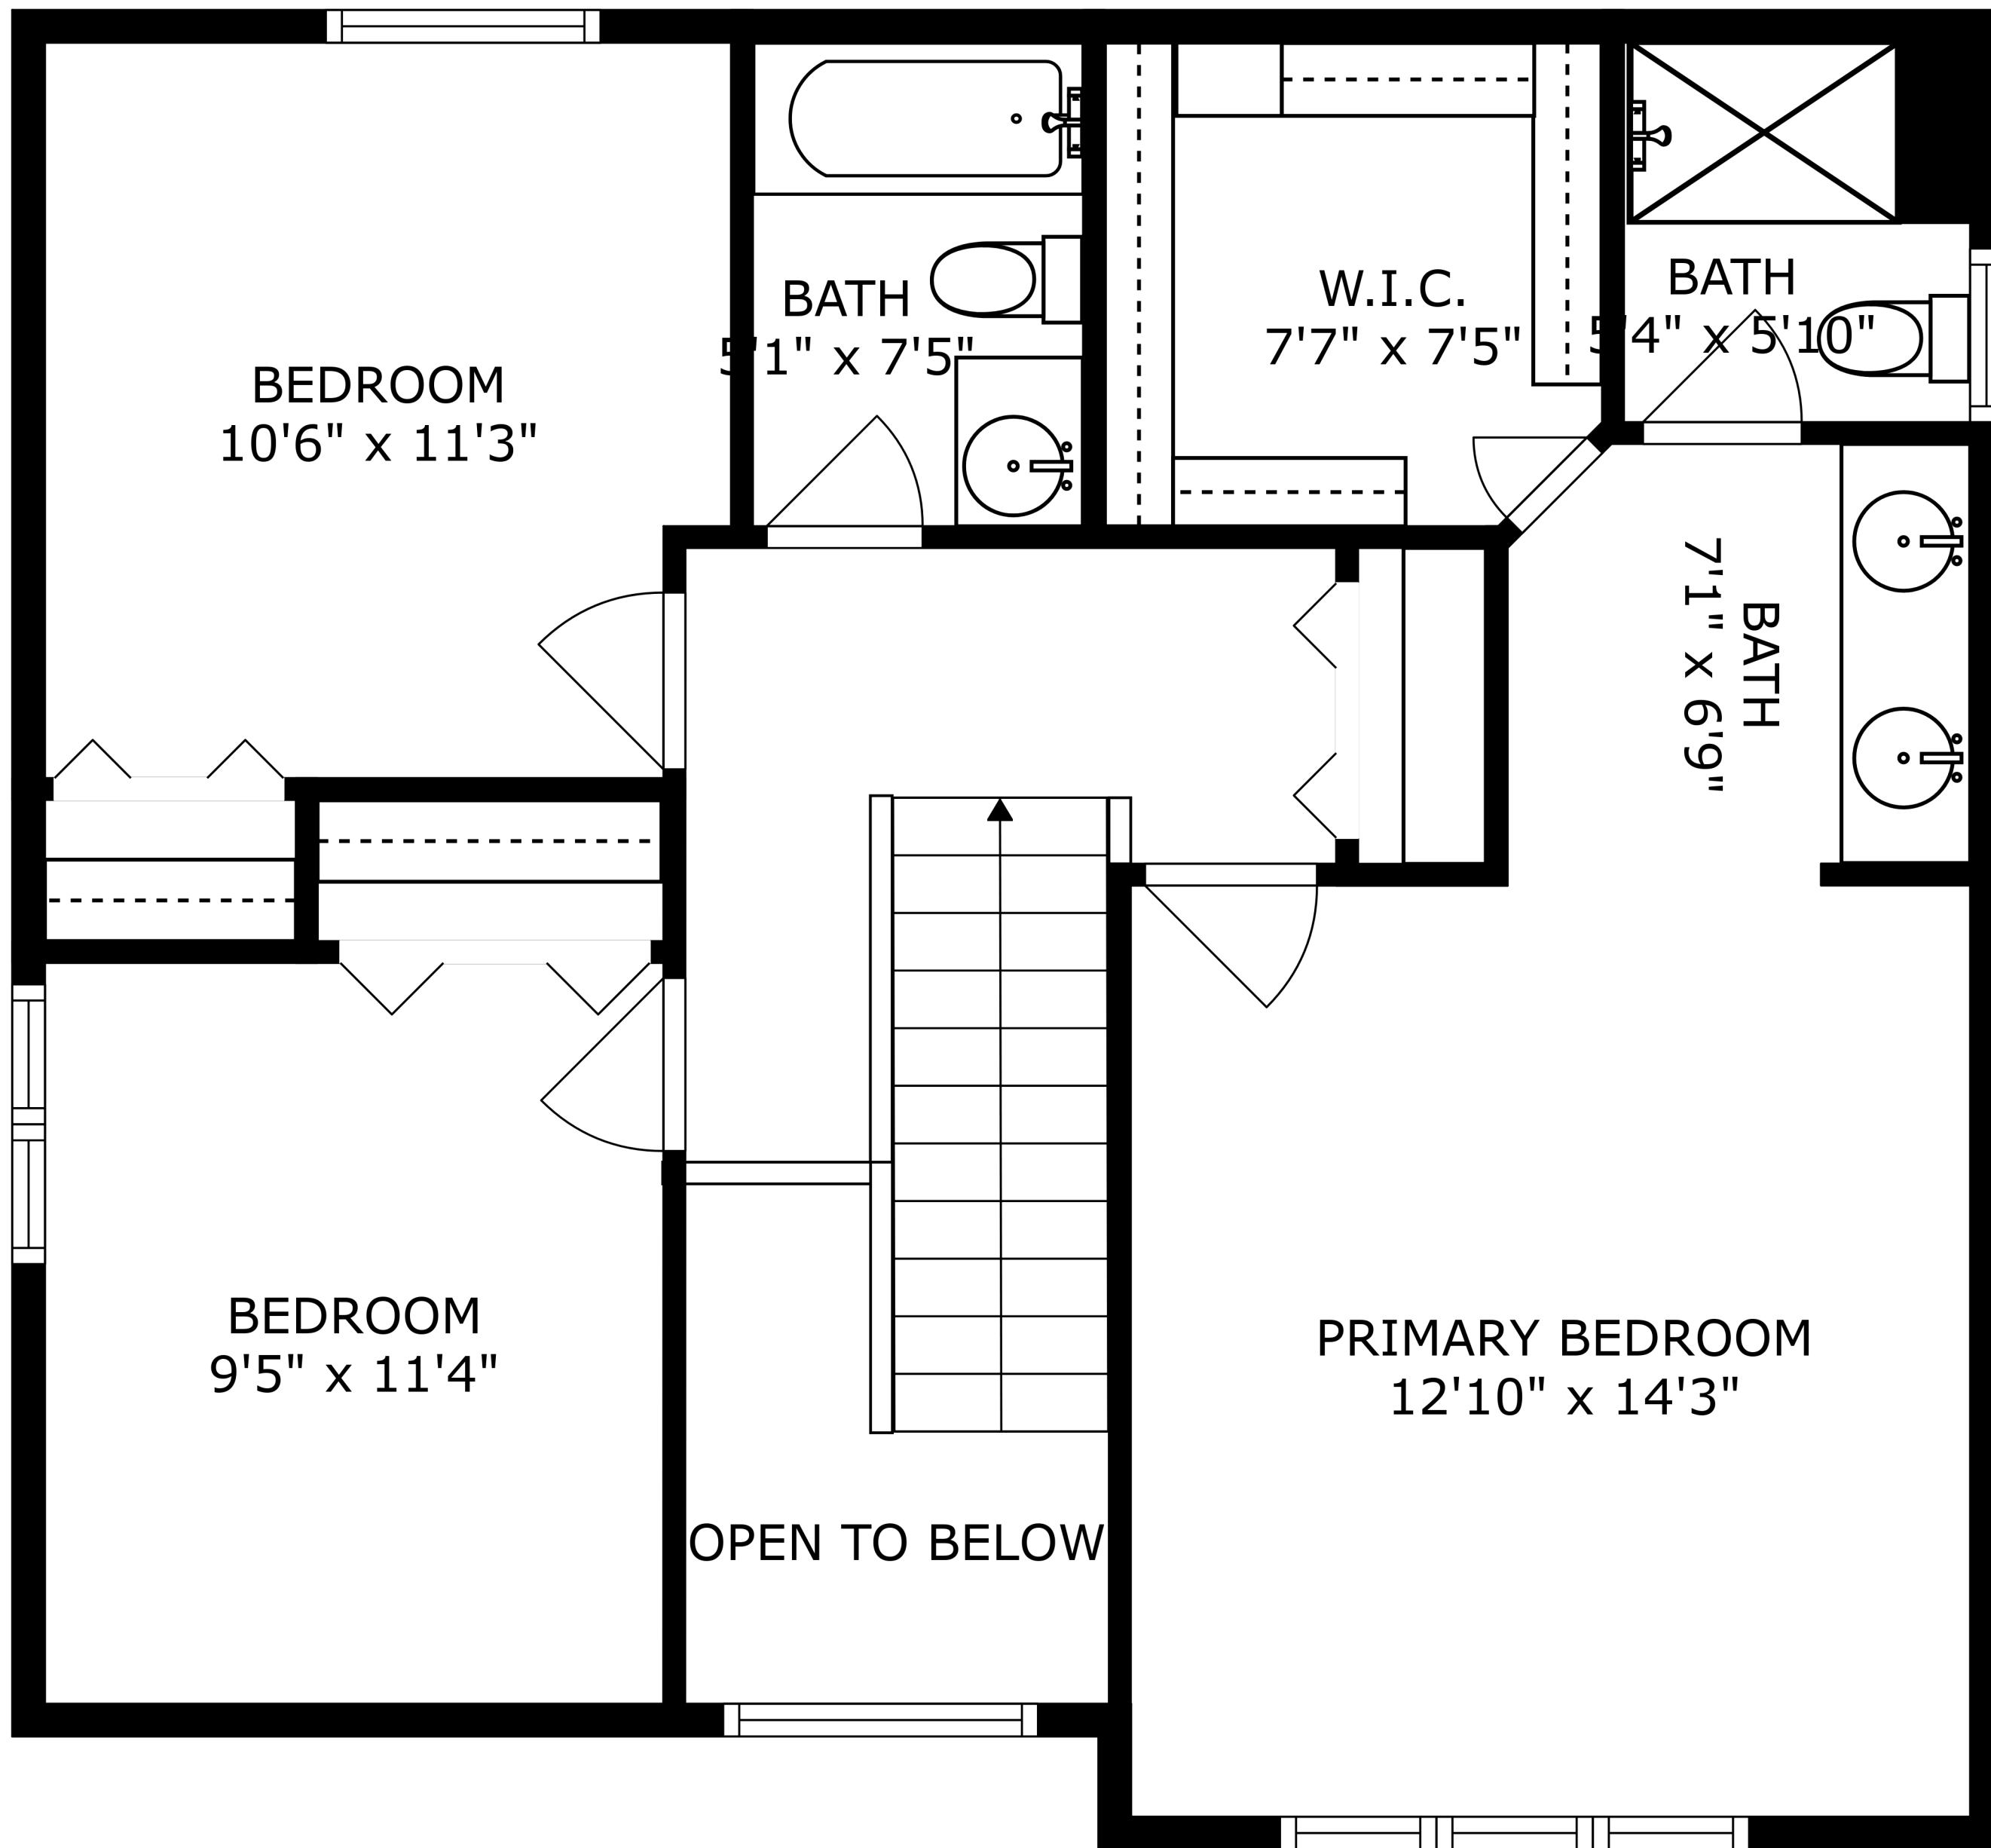 BATH
5'1" x 7'5"
W.I.C.
7'7" x 7'5"
BATH
5'4" x 5'10"
BEDROOM
10'6" x 11'3"
BATH
7'1" x 6'9"
BEDROOM
9'5" x 11'4"
PRIMARY BEDROOM
12'10" x 14'3"
OPEN TO BELOW